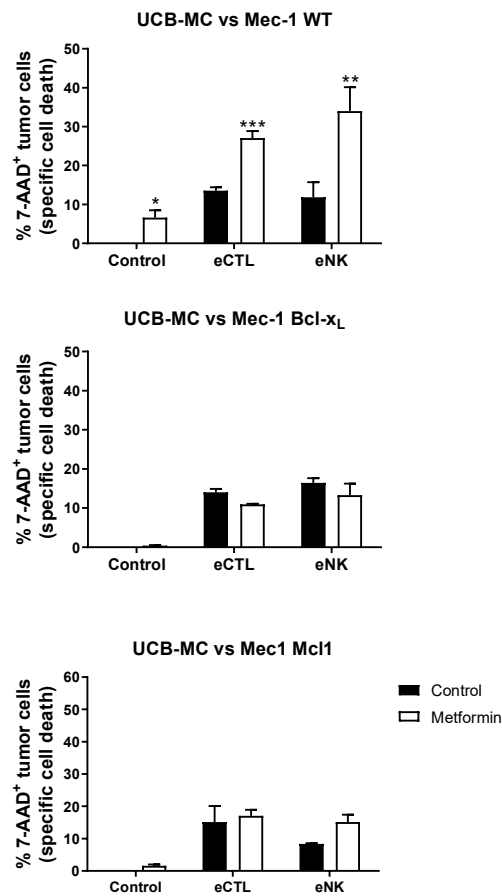 UCB-MC vs Mec-1 WT
% 7-AAD+ tumor cells
(specific cell death)
50
40
30
20
10
0
*
***
**
Control
eCTL
eNK
UCB-MC vs Mec-1 Bcl-xL
% 7-AAD+ tumor cells
(specific cell death)
50
40
30
20
10
0
Control
eCTL
eNK
UCB-MC vs Mec1 Mcl1
% 7-AAD+ tumor cells
(specific cell death)
60
50
40
30
20
10
0
Control
eCTL
eNK
Control
Metformin